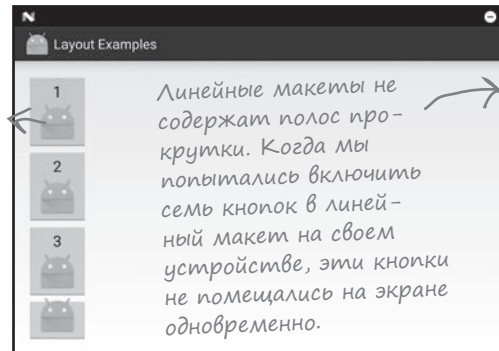 Layout Examples
1
2
3
Линейные макеты не
содержат полос про-
крутки. Когда мы
попытались включить
семь кнопок в линей-
ный макет на своем
устройстве, эти кнопки
не помещались на экране
одновременно.